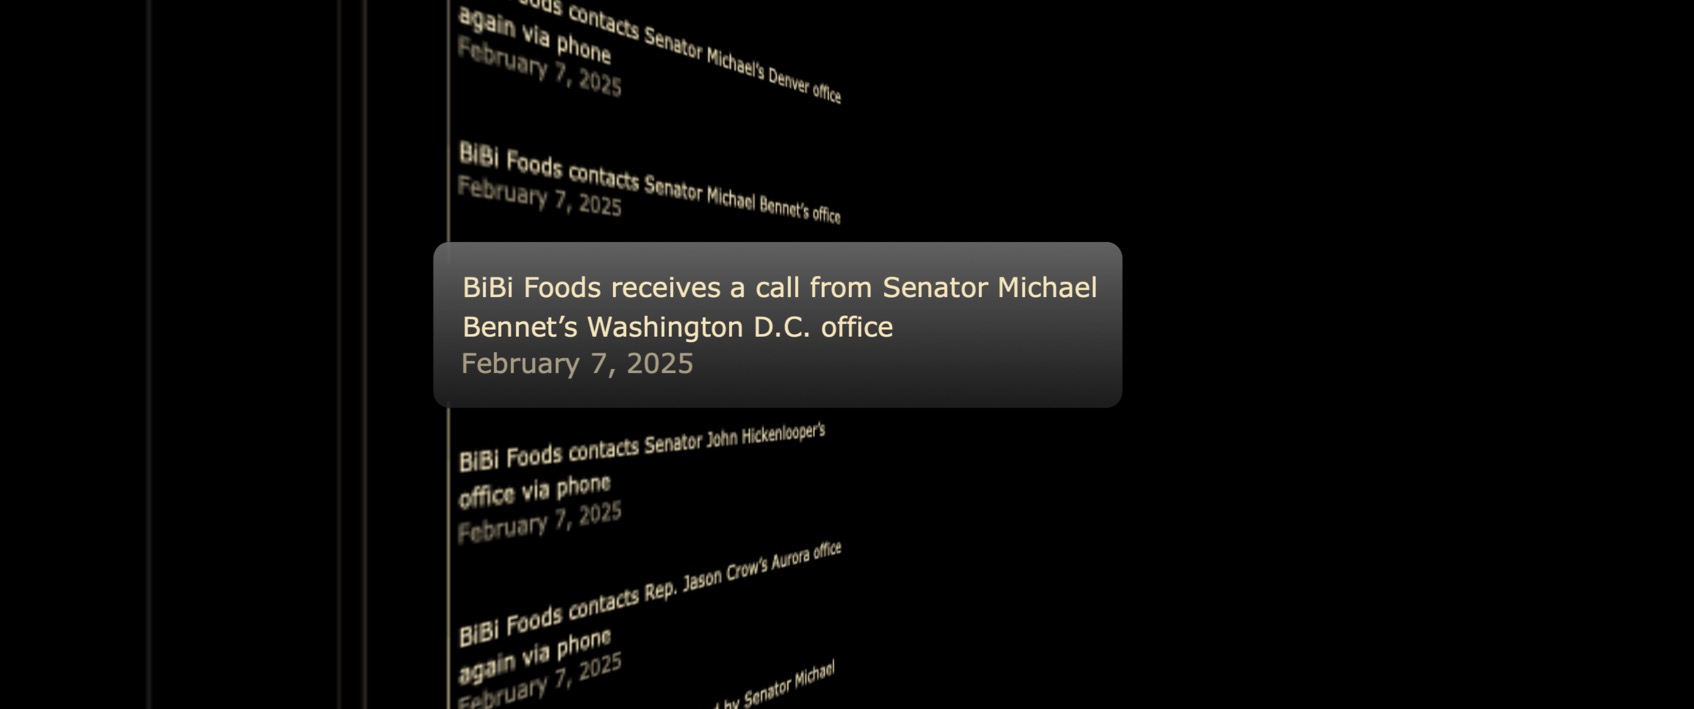 contacts Senator Michael's Denver office
again via phone
February 7, 2025
BiBi Foods contacts Senator Michael Bennet's office
February 7, 2025
BiBi Foods receives a call from Senator Michael
Bennet’s Washington D.C. office
February 7, 2025
BiBi Foods contacts Senator John Hickenlooper's
office via phone
February 7, 2025
BiBi Foods contacts Rep. Jason Crow's Aurora office
again via phone
February 7, 2025
by Senator Michael